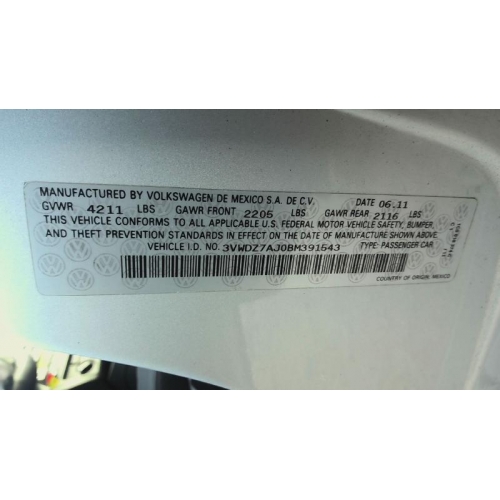 MANUFACTURED BY VOLKSWAGEN DE MEXICO S.A. DE C.V. DATE 06.11
GVWR 4211 LBS GAWR FRONT 2205 LBS GAWR REAR 2116 LBS
THIS VEHICLE CONFORMS TO ALL APPLICABLE U.S. FEDERAL MOTOR VEHICLE SAFETY, BUMPER,
AND THEFT PREVENTION STANDARDS IN EFFECT ON THE DATE OF MANUFACTURE SHOWN ABOVE.
VEHICLE I.D. NO. 3VWDZ7AJ0BM391543 TYPE: PASSENGER CAR
COUNTRY OF ORIGIN: MEXICO